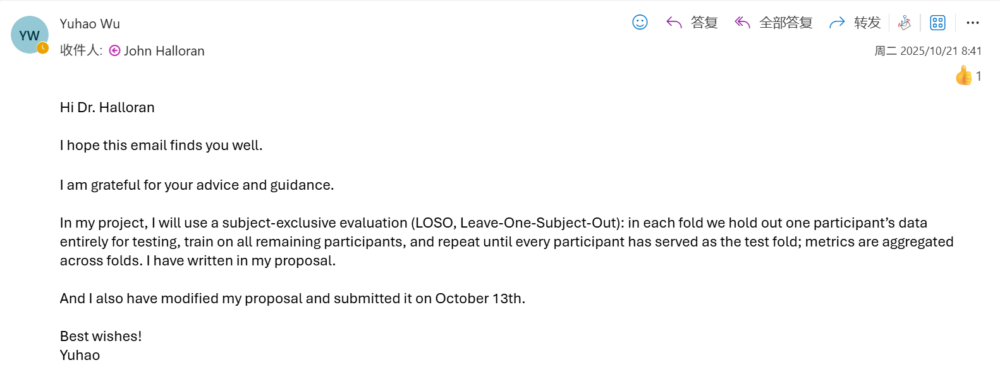 YW
Yuhao Wu
答复
全部答复
转发
收件人: John Halloran
周二 2025/10/21 8:41
1
Hi Dr. Halloran
I hope this email finds you well.
I am grateful for your advice and guidance.
In my project, I will use a subject-exclusive evaluation (LOSO, Leave-One-Subject-Out): in each fold we hold out one participant’s data
entirely for testing, train on all remaining participants, and repeat until every participant has served as the test fold; metrics are aggregated
across folds. I have written in my proposal.
And I also have modified my proposal and submitted it on October 13th.
Best wishes!
Yuhao